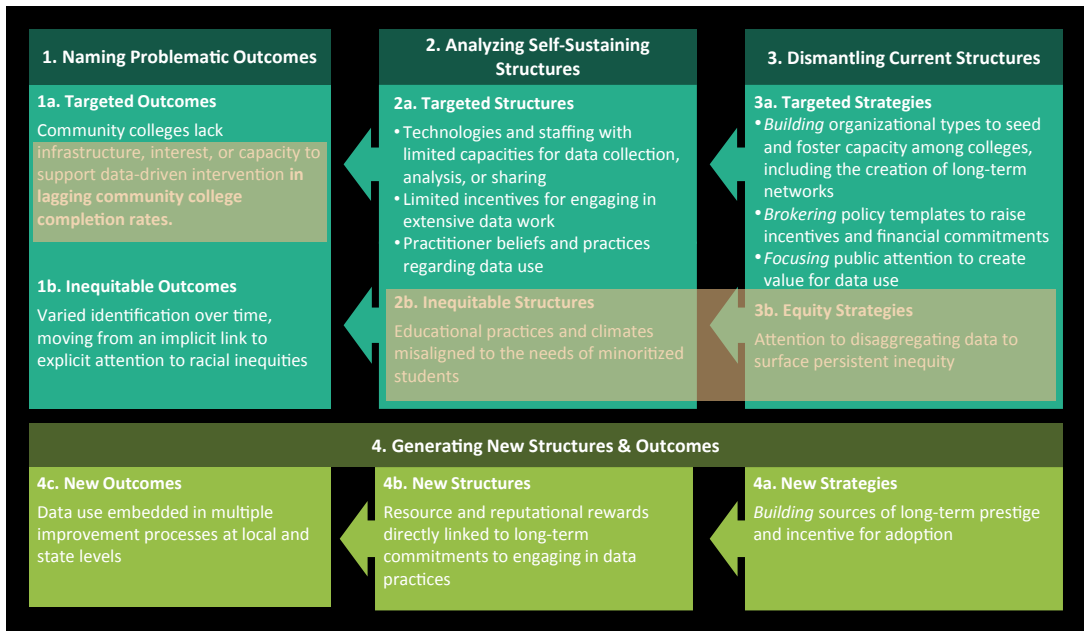 1. Naming Problematic Outcomes
1a. Targeted Outcomes
Community colleges lack
infrastructure, interest, or capacity to
support data-driven intervention in
lagging community college
completion rates.
1b. Inequitable Outcomes
Varied identification over time,
moving from an implicit link to
explicit attention to racial inequities
2. Analyzing Self-Sustaining
Structures
2a. Targeted Structures
• Technologies and staffing with
limited capacities for data collection,
analysis, or sharing
• Limited incentives for engaging in
extensive data work
• Practitioner beliefs and practices
regarding data use
2b. Inequitable Structures
Educational practices and climates
misaligned to the needs of minoritized
students
3. Dismantling Current Structures
3a. Targeted Strategies
• Building organizational types to seed
and foster capacity among colleges,
including the creation of long-term
networks
• Brokering policy templates to raise
incentives and financial commitments
• Focusing public attention to create
value for data use
3b. Equity Strategies
Attention to disaggregating data to
surface persistent inequity
4. Generating New Structures & Outcomes
4c. New Outcomes
Data use embedded in multiple
improvement processes at local and
state levels
4b. New Structures
Resource and reputational rewards
directly linked to long-term
commitments to engaging in data
practices
4a. New Strategies
Building sources of long-term prestige
and incentive for adoption